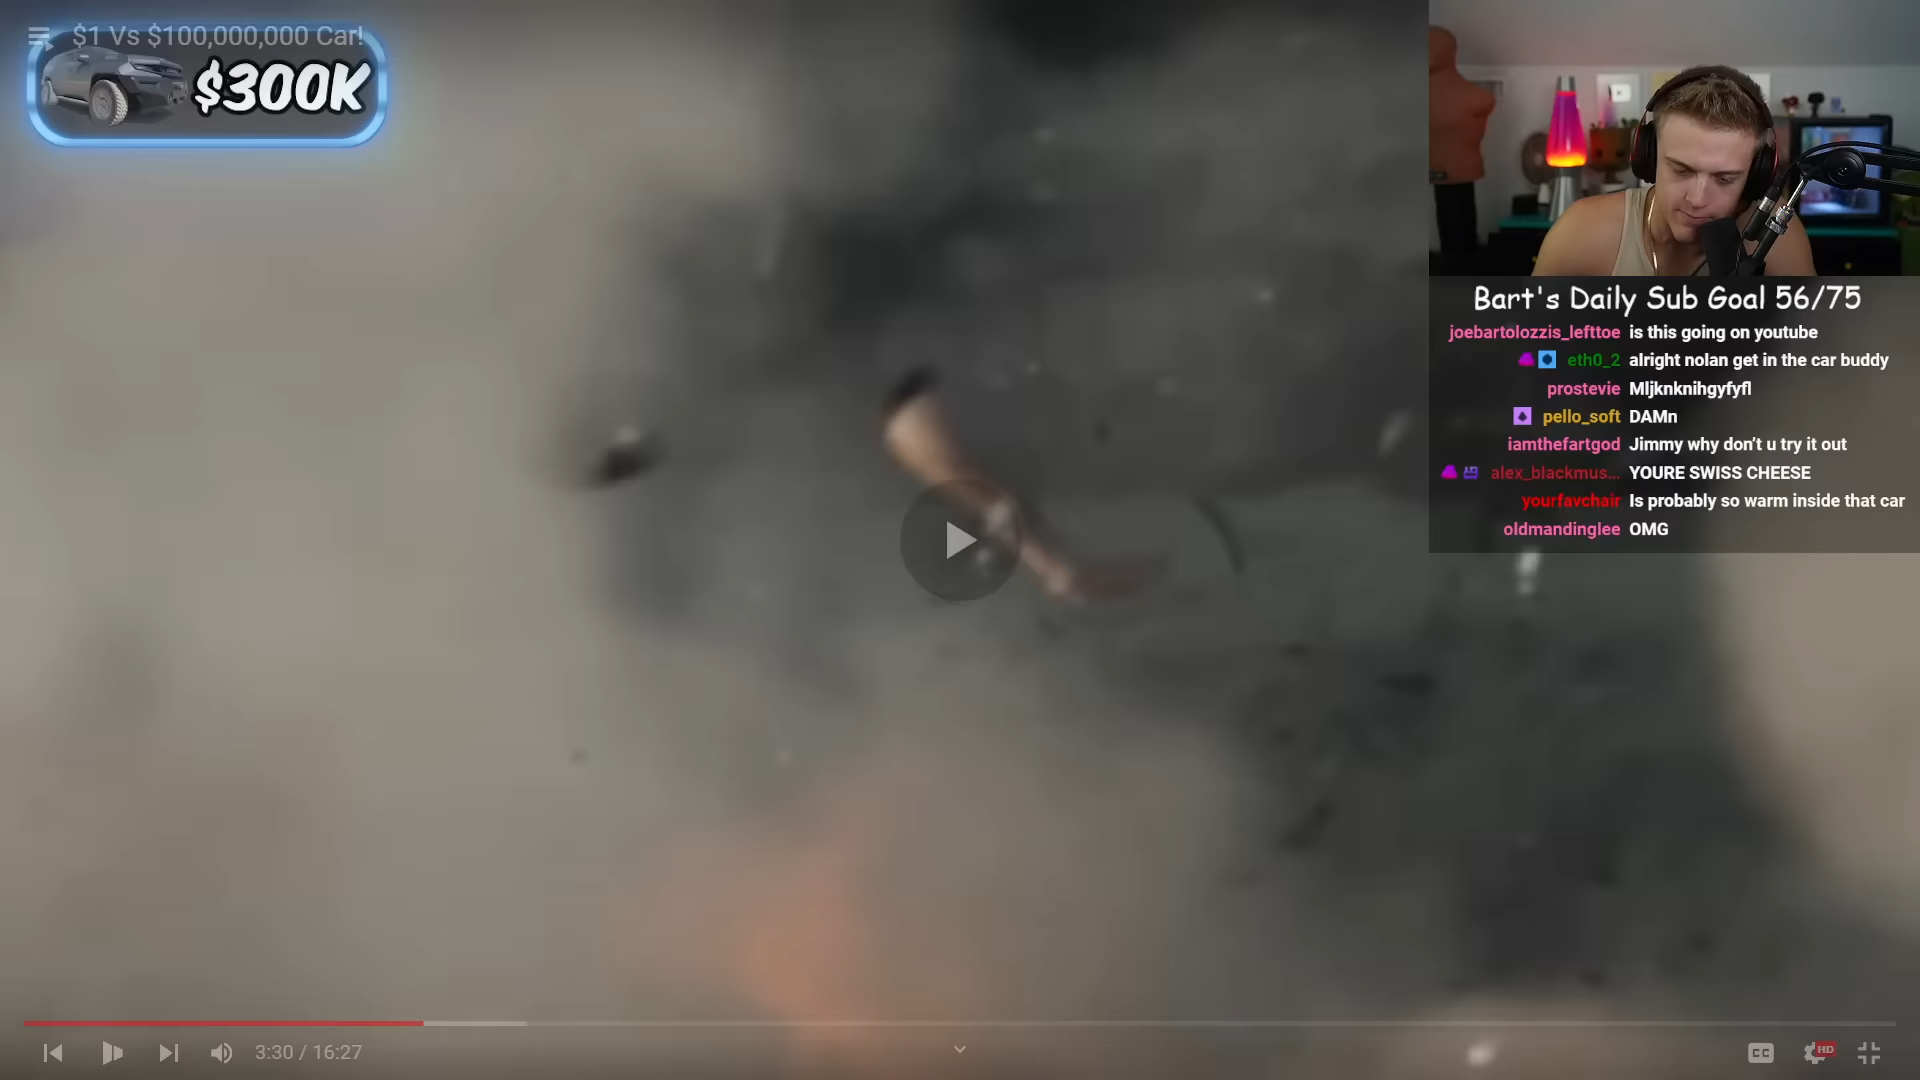 $1 Vs $100,000,000 Car!
$300K
Bart's Daily Sub Goal 56/75
joebartolozzis_lefttoe is this going on youtube
eth0_2 alright nolan get in the car buddy
prostevie Mljknknihgyfyfl
pello_soft DAMn
iamthefartgod Jimmy why don’t u try it out
alex_blackmus... YOURE SWISS CHEESE
yourfavchair Is probably so warm inside that car
oldmandinglee OMG
3:30 / 16:27
CC
HD